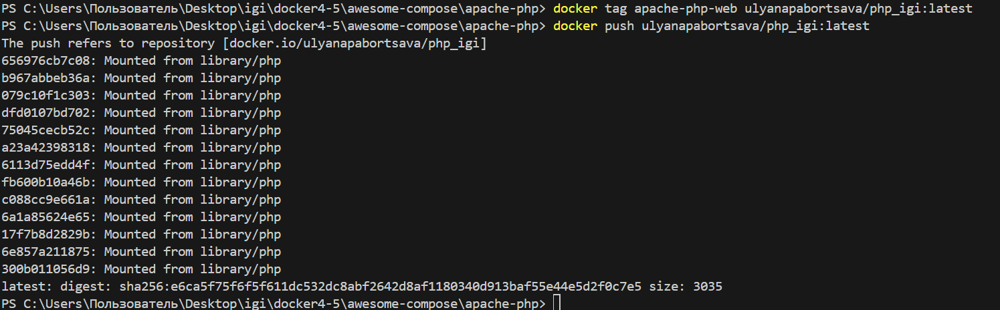 PS C:\Users\Пользователь\Desktop\igi\docker4-5\awesome-compose\apache-php> docker tag apache-php-web ulyanapabortsava/php_igi:latest
PS C:\Users\Пользователь\Desktop\igi\docker4-5\awesome-compose\apache-php> docker push ulyanapabortsava/php_igi:latest
The push refers to repository [docker.io/ulyanapabortsava/php_igi]
656976cb7c08: Mounted from library/php
b967abbeb36a: Mounted from library/php
079c10f1c303: Mounted from library/php
dfd0107bd702: Mounted from library/php
75045cecb52c: Mounted from library/php
a23a42398318: Mounted from library/php
6113d75edd4f: Mounted from library/php
fb600b10a46b: Mounted from library/php
c088cc9e661a: Mounted from library/php
6a1a85624e65: Mounted from library/php
17f7b8d2829b: Mounted from library/php
6e857a211875: Mounted from library/php
300b011056d9: Mounted from library/php
latest: digest: sha256:e6ca5f75f6f5f611dc532dc8abf2642d8af1180340d913baf55e44e5d2f0c7e5 size: 3035
PS C:\Users\Пользователь\Desktop\igi\docker4-5\awesome-compose\apache-php>